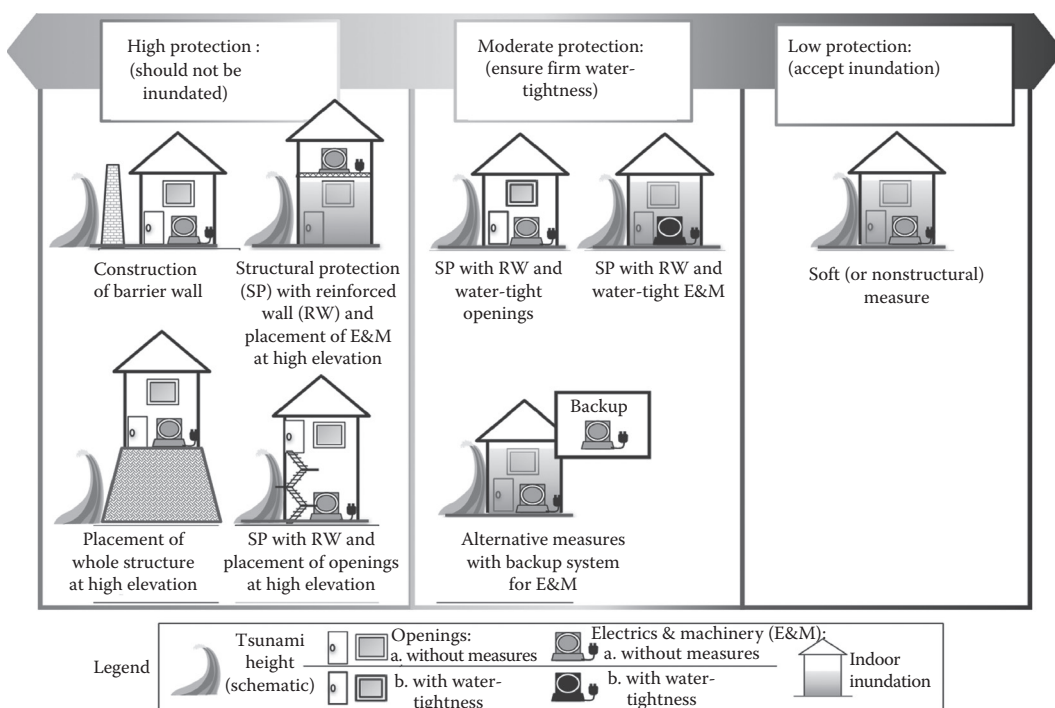 High protection :
(should not be
inundated)
Moderate protection:
(ensure firm water-
tightness)
Low protection:
(accept inundation)
Construction
of barrier wall
Structural protection
(SP) with reinforced
wall (RW) and
placement of E&M
at high elevation
SP with RW and
water-tight
openings
SP with RW and
water-tight E&M
Soft (or nonstructural)
measure
Placement of
whole structure
at high elevation
SP with RW and
placement of openings
at high elevation
Backup
Alternative measures
with backup system
for E&M
Legend
Tsunami
height
(schematic)
Openings:
a. without measures
b. with water-
tightness
Electrics & machinery (E&M):
a. without measures
b. with water-
tightness
Indoor
inundation